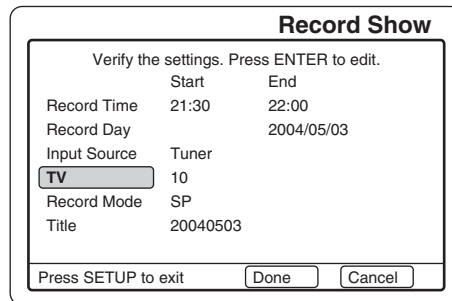 Record Show
Verify the settings. Press ENTER to edit.
Start End
Record Time 21:30 22:00
Record Day 2004/05/03
Input Source Tuner
TV 10
Record Mode SP
Title 20040503
Press SETUP to exit Done Cancel